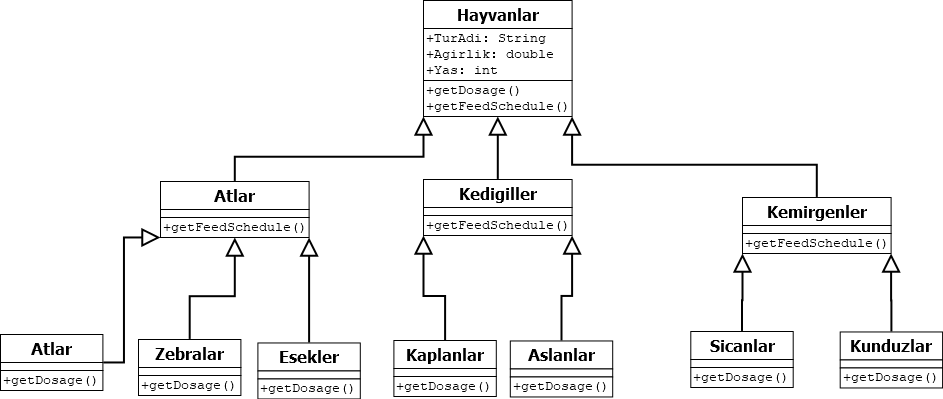 Hayvanlar
+TurAdi: String
+Agirlik: double
+Yas: int
+getDosage()
+getFeedSchedule()
Atlar
+getFeedSchedule()
Kedigiller
+getFeedSchedule()
Kemirgenler
+getFeedSchedule()
Atlar
+getDosage()
Zebralar
+getDosage()
Esekler
+getDosage()
Kaplanlar
+getDosage()
Aslanlar
+getDosage()
Sicanlar
+getDosage()
Kunduzlar
+getDosage()